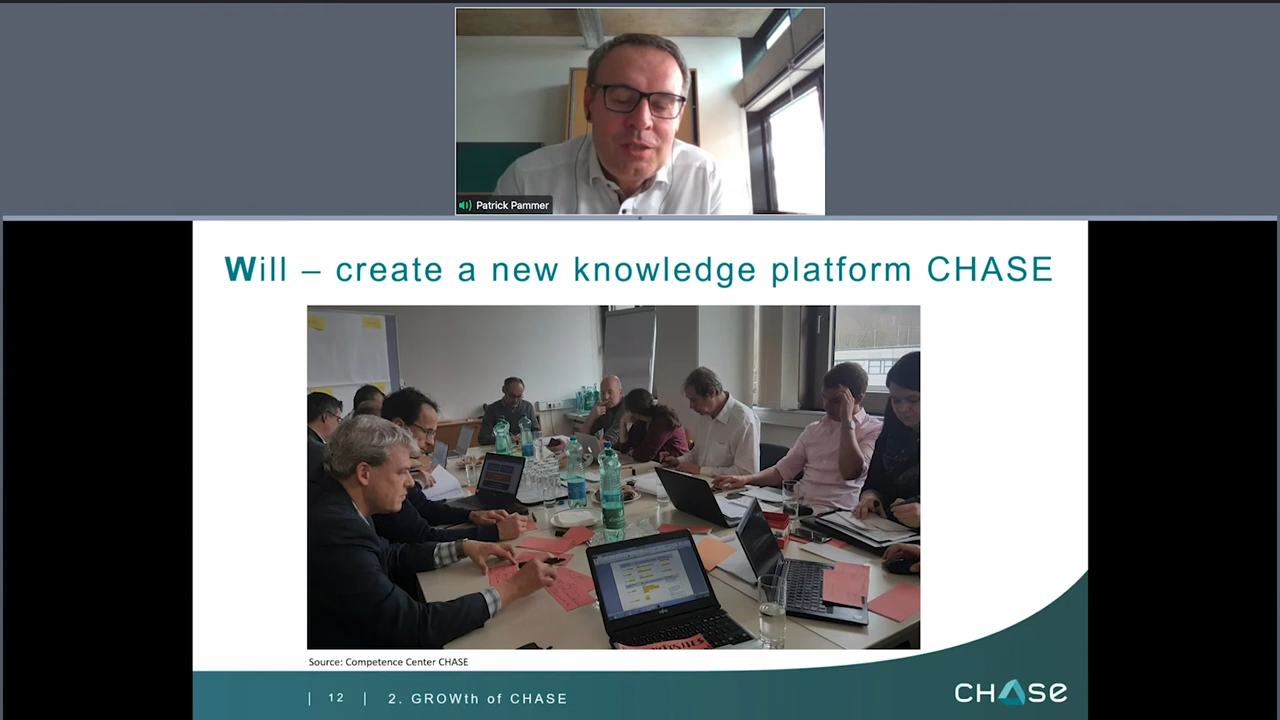 Patrick Pammer
Will – create a new knowledge platform CHASE
Source: Competence Center CHASE
| 12 | 2. GROWth of CHASE
CHASE